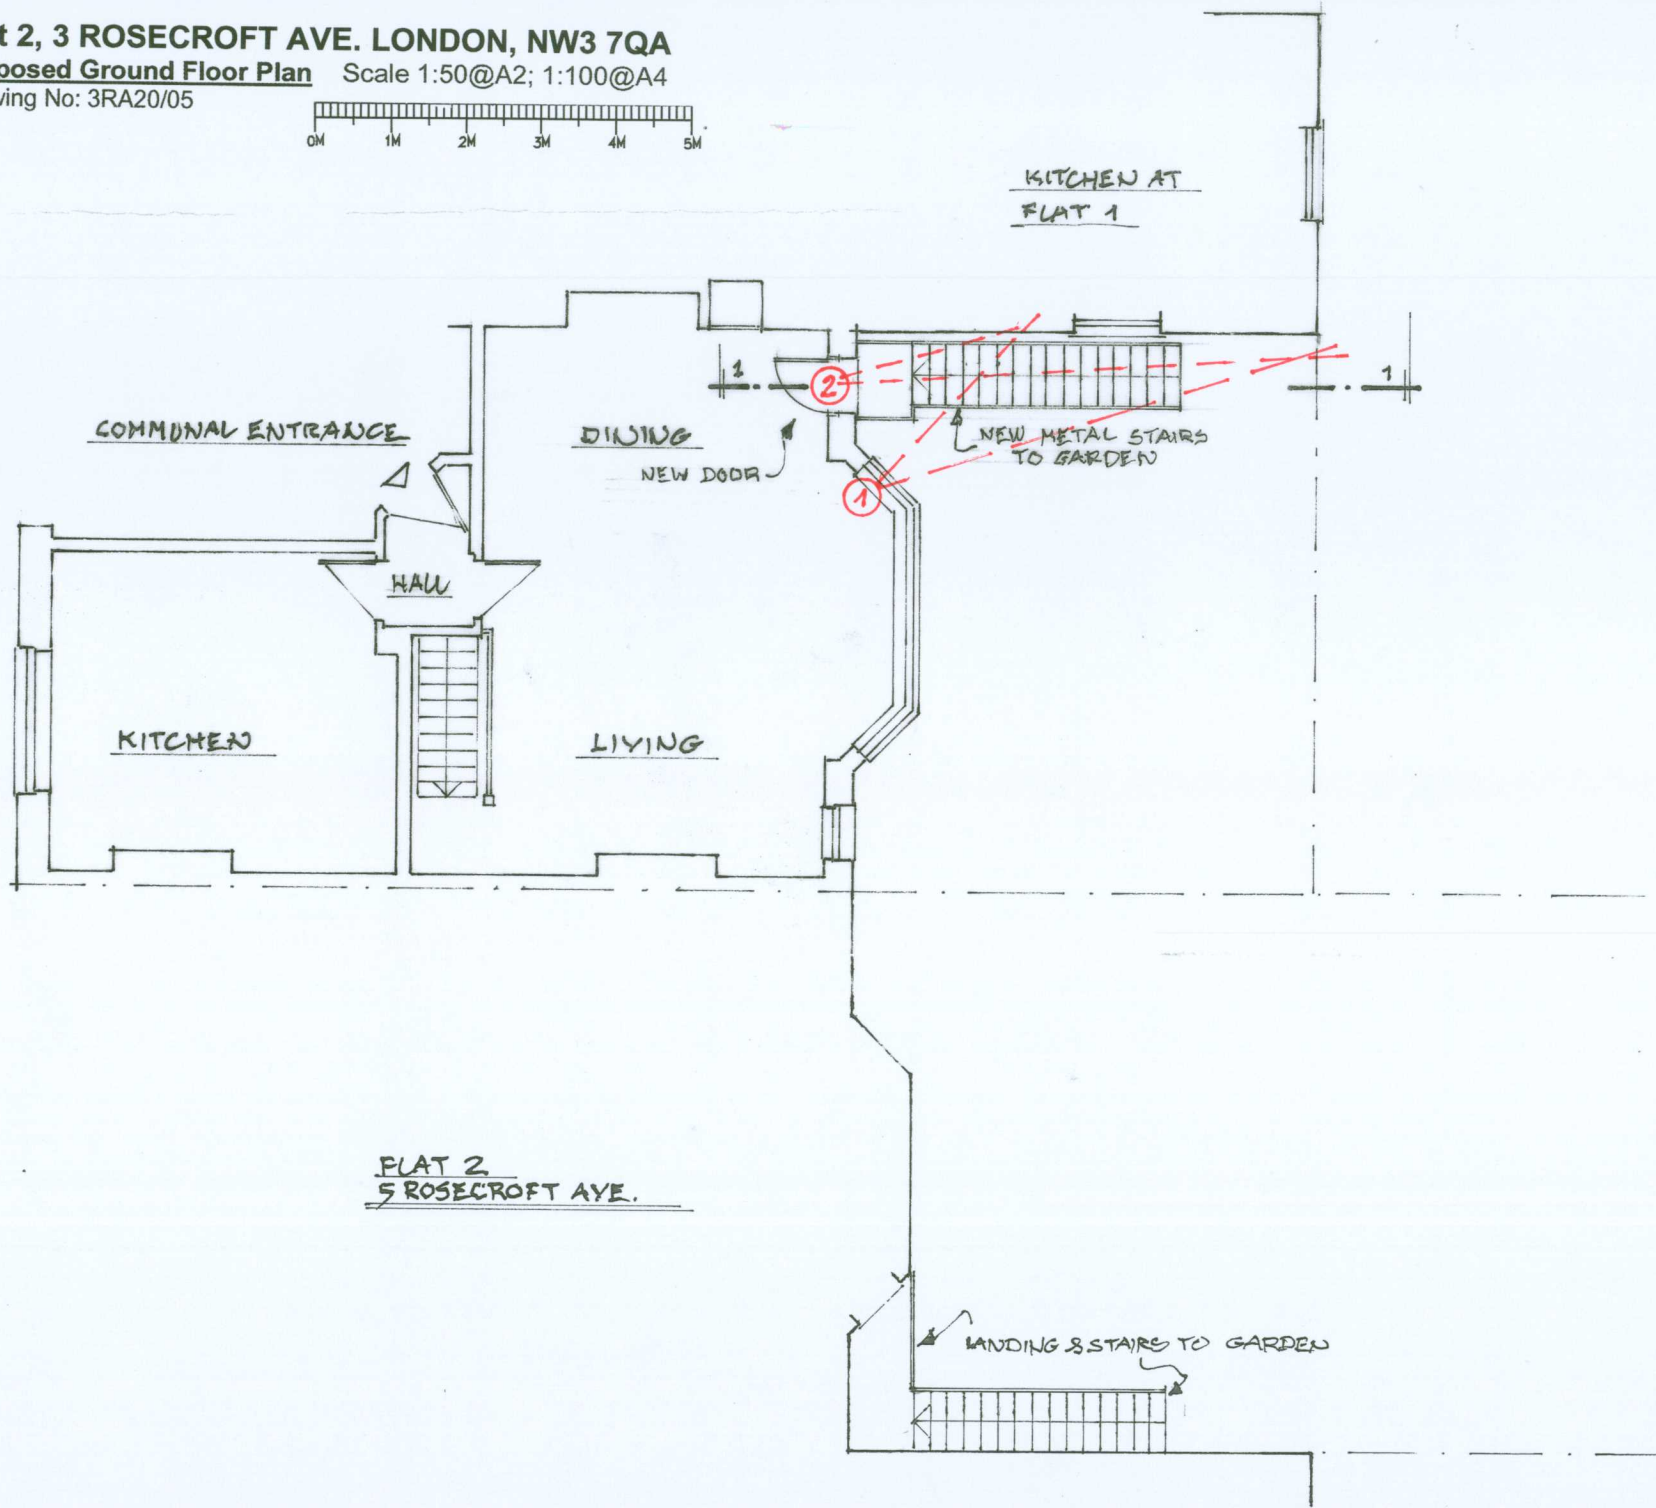 t 2, 3 ROSECROFT AVE. LONDON, NW3 7QA
posed Ground Floor Plan Scale 1:50@A2; 1:100@A4
ving No: 3RA20/05
0M 1M 2M 3M 4M 5M
KITCHEN AT
FLAT 1
1
2
1
COMMUNAL ENTRANCE
DINING
NEW METAL STAIRS
TO GARDEN
NEW DOOR
1
HALL
KITCHEN
LIVING
FLAT 2
5 ROSECROFT AVE.
LANDING & STAIRS TO GARDEN